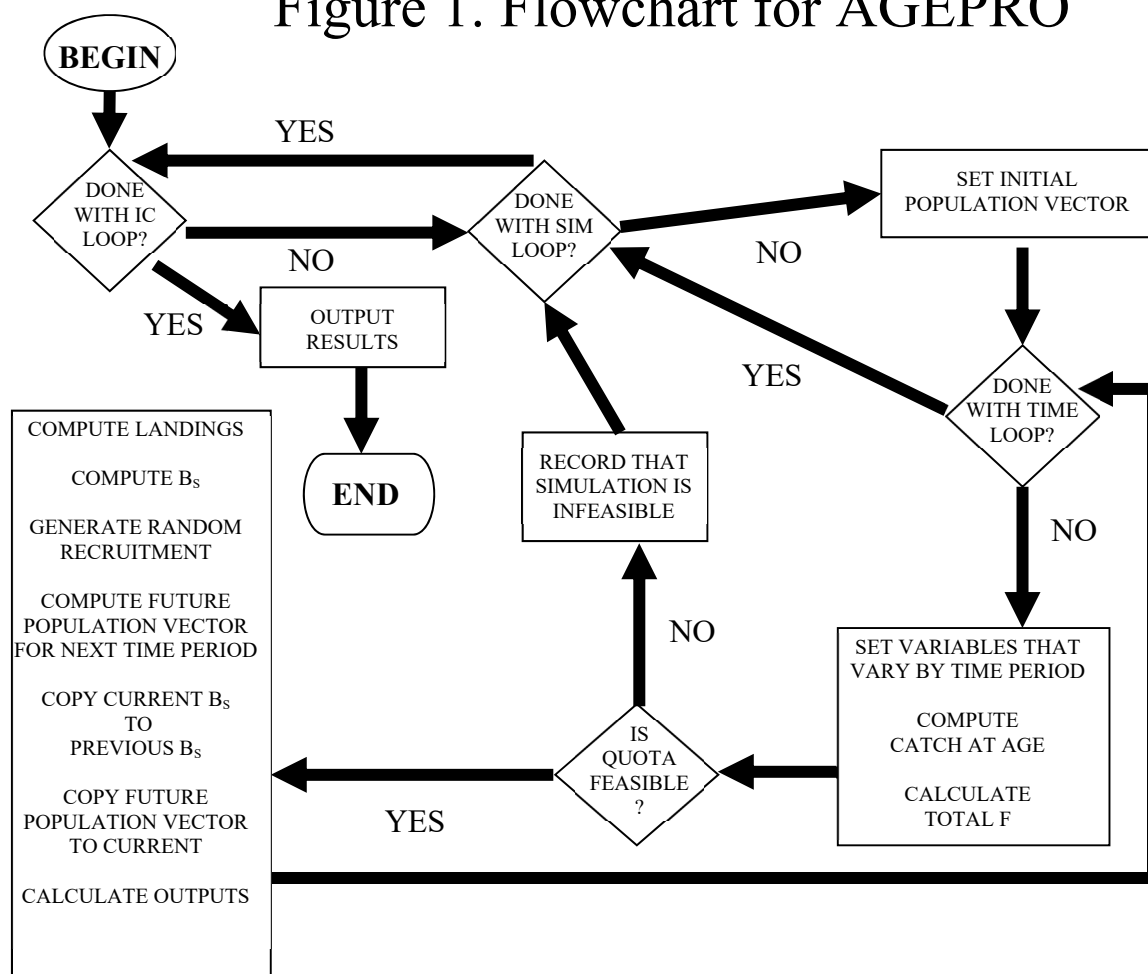 Figure 1. Flowchart for AGEPRO
BEGIN
YES
DONE
WITH IC
LOOP?
NO
DONE
WITH SIM
LOOP?
NO
SET INITIAL
POPULATION VECTOR
YES
OUTPUT
RESULTS
YES
DONE
WITH TIME
LOOP?
END
RECORD THAT
SIMULATION IS
INFEASIBLE
NO
NO
COMPUTE LANDINGS
COMPUTE BS
GENERATE RANDOM
RECRUITMENT
COMPUTE FUTURE
POPULATION VECTOR
FOR NEXT TIME PERIOD
COPY CURRENT BS
TO
PREVIOUS BS
COPY FUTURE
POPULATION VECTOR
TO CURRENT
CALCULATE OUTPUTS
YES
IS
QUOTA
FEASIBLE
?
SET VARIABLES THAT
VARY BY TIME PERIOD
COMPUTE
CATCH AT AGE
CALCULATE
TOTAL F